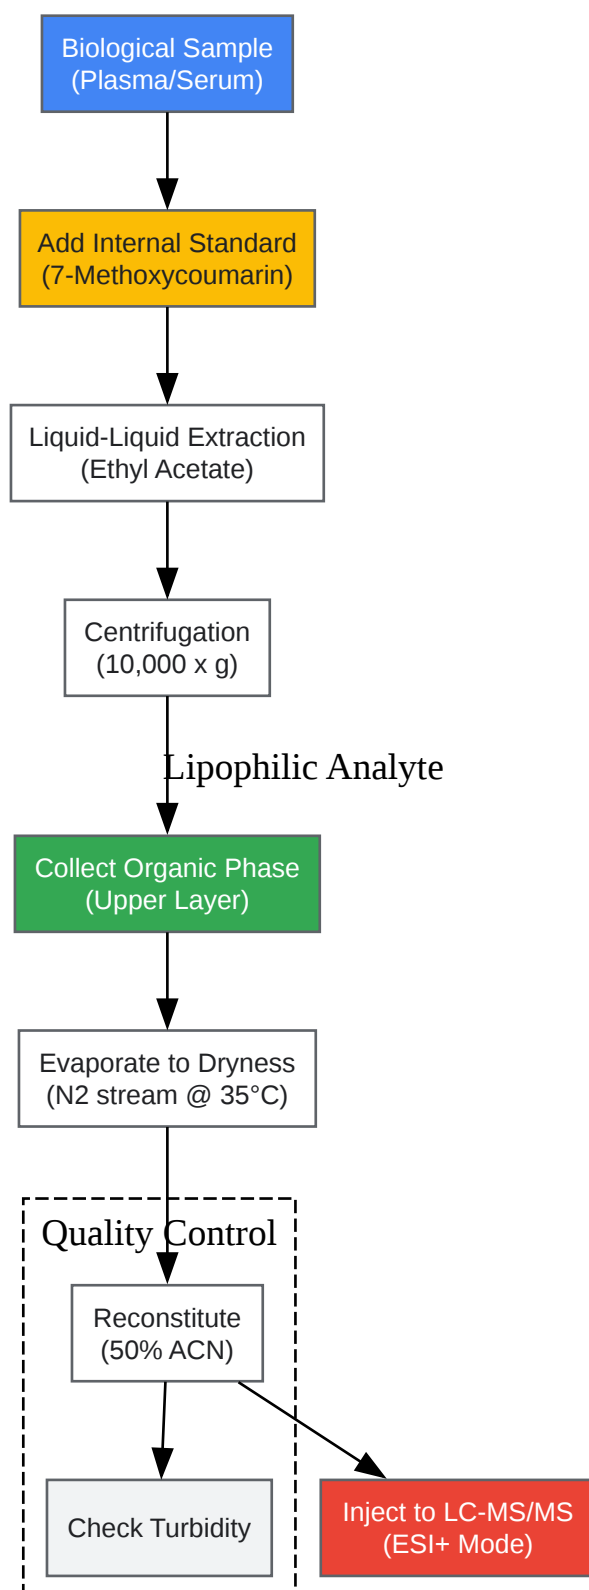 Biological Sample
(Plasma/Serum)
Add Internal Standard
(7-Methoxycoumarin)
Liquid-Liquid Extraction
(Ethyl Acetate)
Centrifugation
(10,000 x g)
Lipophilic Analyte
Collect Organic Phase
(Upper Layer)
Evaporate to Dryness
(N2 stream @ 35°C)
Quality Control
Reconstitute
(50% ACN)
Check Turbidity
Inject to LC-MS/MS
(ESI+ Mode)